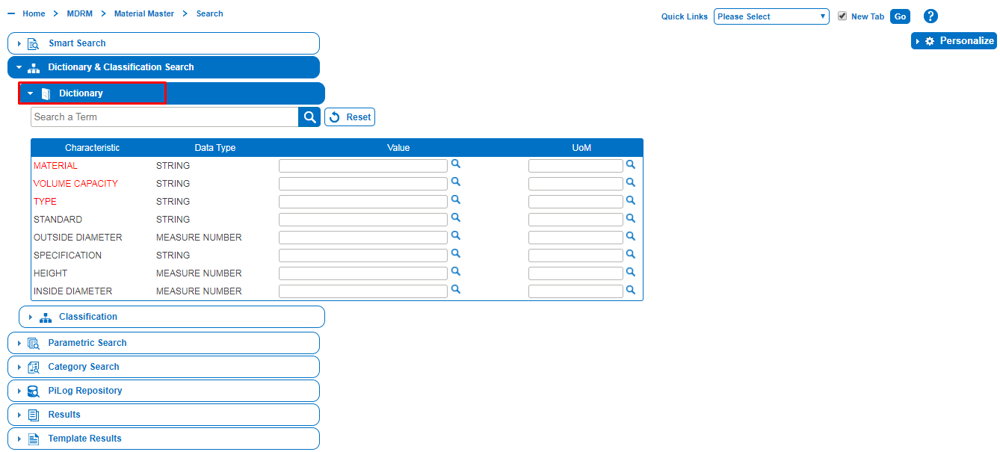 Home > MDRM > Material Master > Search
Quick Links Please Select New Tab Go ?
Personalize
Smart Search
Dictionary & Classification Search
Dictionary
Search a Term Reset
Characteristic Data Type Value UoM
MATERIAL STRING
VOLUME CAPACITY STRING
TYPE STRING
STANDARD STRING
OUTSIDE DIAMETER MEASURE NUMBER
SPECIFICATION STRING
HEIGHT MEASURE NUMBER
INSIDE DIAMETER MEASURE NUMBER
Classification
Parametric Search
Category Search
PiLog Repository
Results
Template Results